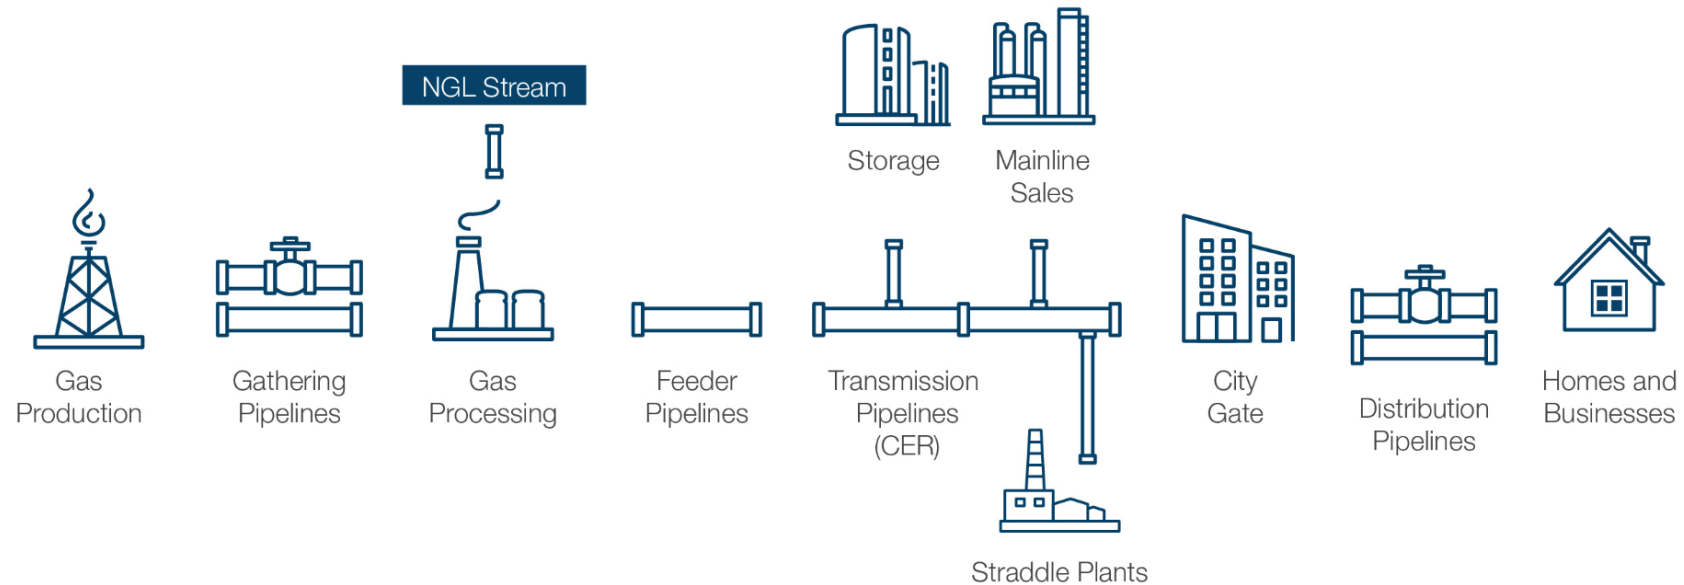 NGL Stream
Storage
Mainline
Sales
Gas
Production
Gathering
Pipelines
Gas
Processing
Feeder
Pipelines
Transmission
Pipelines
(CER)
Straddle Plants
City
Gate
Distribution
Pipelines
Homes and
Businesses